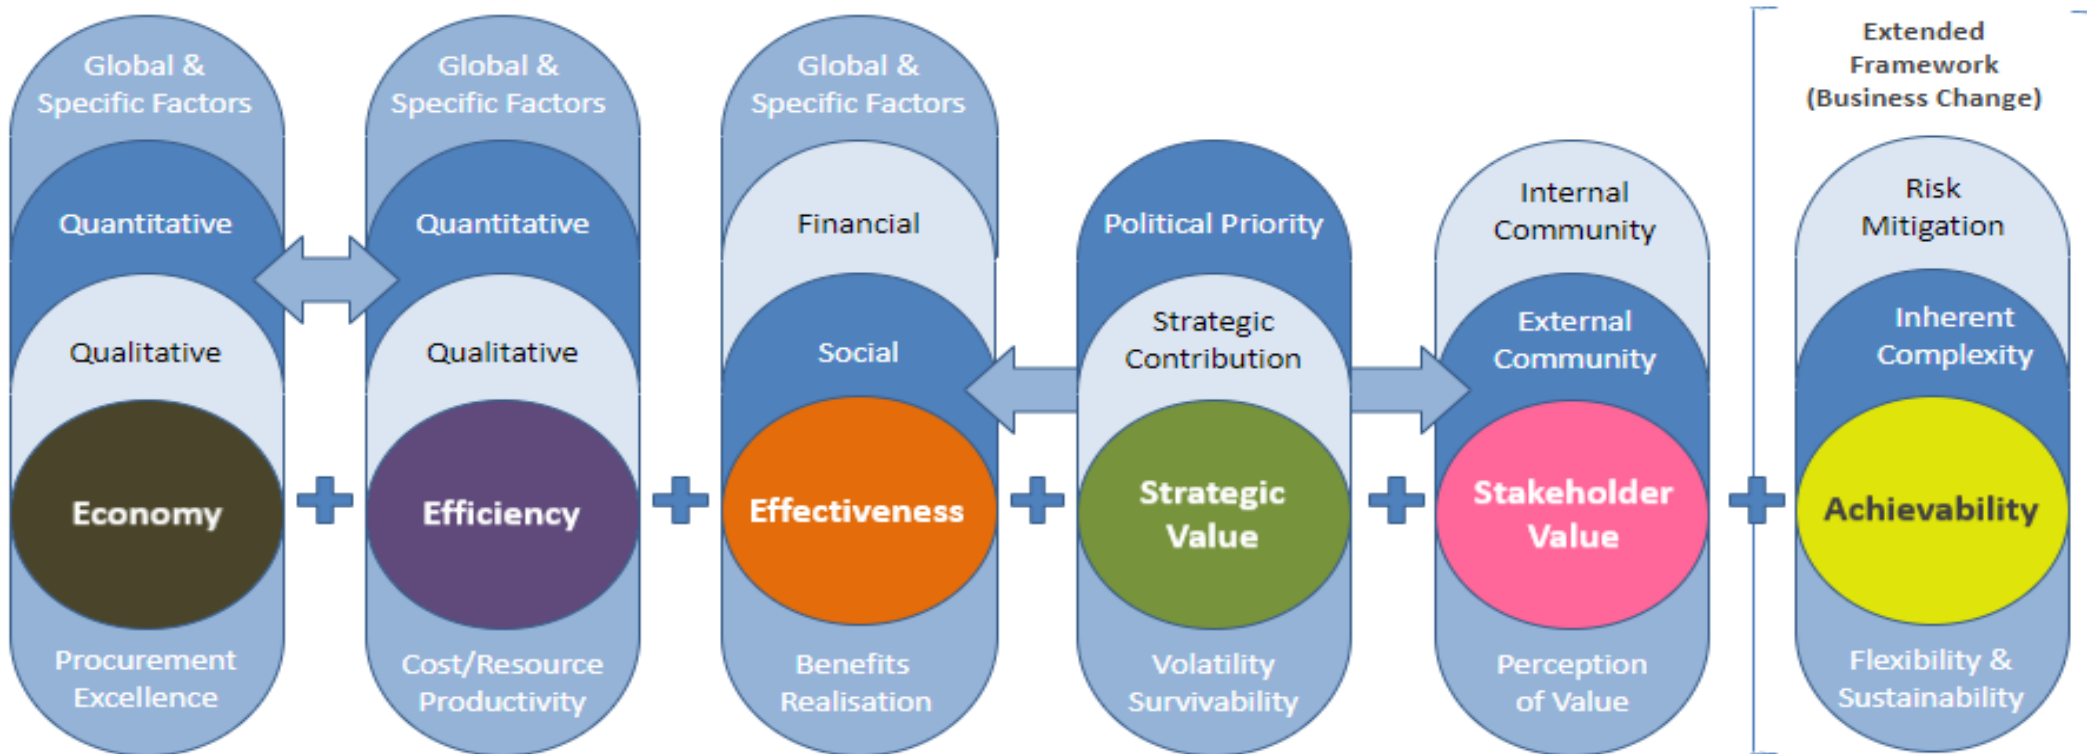 Global &
Specific Factors
Quantitative
Qualitative
Economy
Procurement
Excellence
Global &
Specific Factors
Quantitative
Qualitative
Efficiency
Cost/Resource
Productivity
Global &
Specific Factors
Financial
Social
Effectiveness
Benefits
Realisation
Political Priority
Strategic
Contribution
Strategic
Value
Volatility
Survivability
Internal
Community
External
Community
Stakeholder
Value
Perception
of Value
Extended
Framework
(Business Change)
Risk
Mitigation
Inherent
Complexity
Achievability
Flexibility &
Sustainability